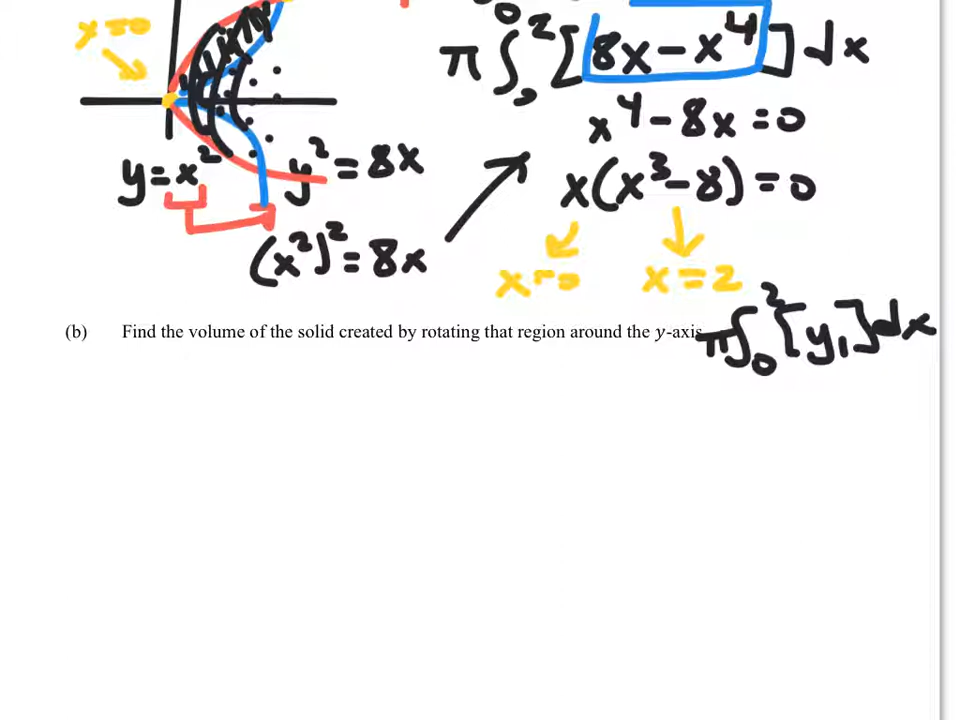 x=0
π∫₀² [8x − x⁴] dx
x⁴ − 8x = 0
y = x² y² = 8x
x(x³ − 8) = 0
(x²)² = 8x
x=0 x=2
(b) Find the volume of the solid created by rotating that region around the y-axis
π∫₀² [y₁] dx